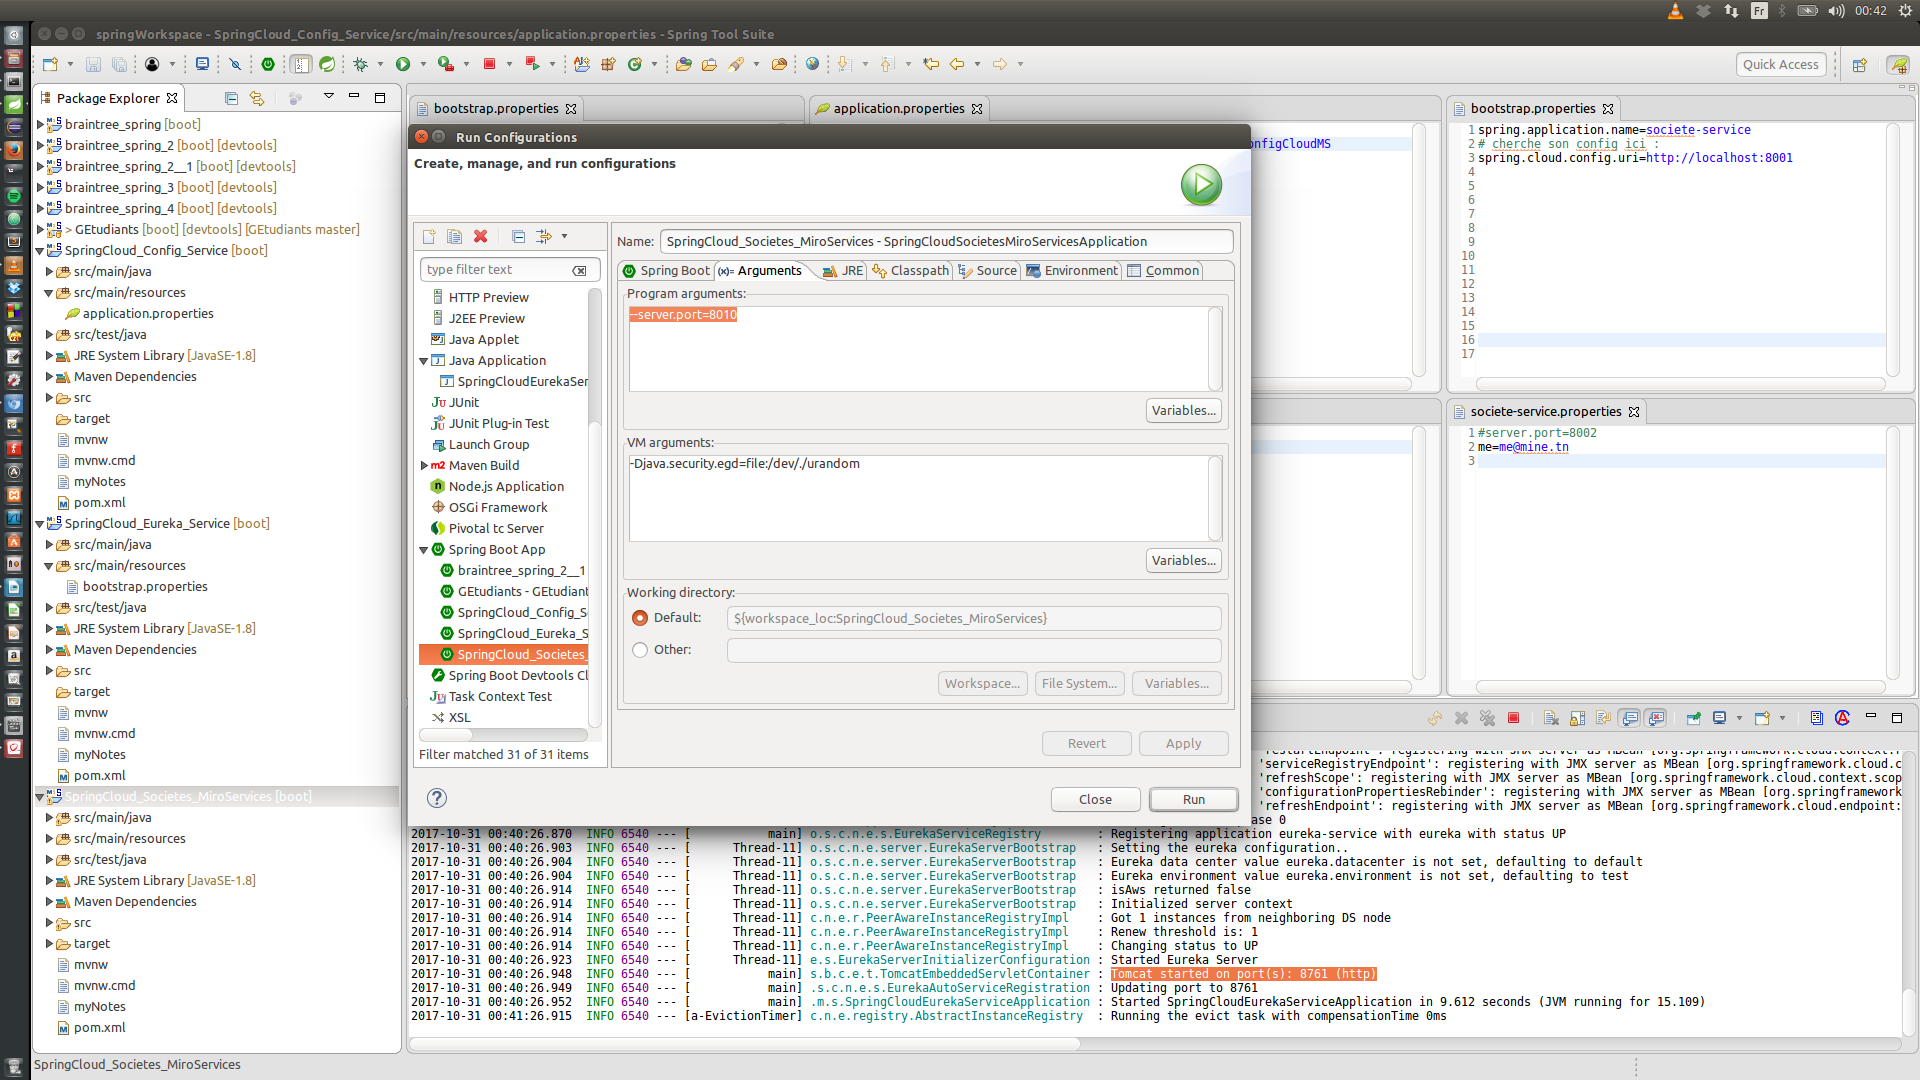 Fr
00:42
springWorkspace - SpringCloud_Config_Service/src/main/resources/application.properties - Spring Tool Suite
Quick Access
Package Explorer
braintree_spring [boot]
braintree_spring_2 [boot] [devtools]
braintree_spring_2__1 [boot] [devtools]
braintree_spring_3 [boot] [devtools]
braintree_spring_4 [boot] [devtools]
> GEtudiants [boot] [devtools] [GEtudiants master]
SpringCloud_Config_Service [boot]
src/main/java
src/main/resources
application.properties
src/test/java
JRE System Library [JavaSE-1.8]
Maven Dependencies
src
target
mvnw
mvnw.cmd
myNotes
pom.xml
SpringCloud_Eureka_Service [boot]
src/main/java
src/main/resources
bootstrap.properties
src/test/java
JRE System Library [JavaSE-1.8]
Maven Dependencies
src
target
mvnw
mvnw.cmd
myNotes
pom.xml
SpringCloud_Societes_MiroServices [boot]
src/main/java
src/main/resources
src/test/java
JRE System Library [JavaSE-1.8]
Maven Dependencies
src
target
mvnw
mvnw.cmd
myNotes
pom.xml
SpringCloud_Societes_MiroServices
bootstrap.properties
application.properties
onfigCloudMS
Run Configurations
Create, manage, and run configurations
type filter text
HTTP Preview
J2EE Preview
Java Applet
Java Application
SpringCloudEurekaSer
JUnit
JUnit Plug-in Test
Launch Group
Maven Build
Node.js Application
OSGi Framework
Pivotal tc Server
Spring Boot App
braintree_spring_2__1
GEtudiants - GEtudiant
SpringCloud_Config_S
SpringCloud_Eureka_S
SpringCloud_Societes_
Spring Boot Devtools Cl
Task Context Test
XSL
Filter matched 31 of 31 items
Name: SpringCloud_Societes_MiroServices - SpringCloudSocietesMiroServicesApplication
Spring Boot (x)= Arguments JRE Classpath Source Environment Common
Program arguments:
--server.port=8010
Variables...
VM arguments:
-Djava.security.egd=file:/dev/./urandom
Variables...
Working directory:
Default: ${workspace_loc:SpringCloud_Societes_MiroServices}
Other:
Workspace... File System... Variables...
Revert Apply
Close Run
bootstrap.properties
1 spring.application.name=societe-service
2 # cherche son config ici :
3 spring.cloud.config.uri=http://localhost:8001
4
5
6
7
8
9
10
11
12
13
14
15
16
17
societe-service.properties
1 #server.port=8002
2 me=me@mine.tn
3
'restartEndpoint': registering with JMX server as MBean [org.springframework.cloud.context.r
'serviceRegistryEndpoint': registering with JMX server as MBean [org.springframework.cloud.c
'refreshScope': registering with JMX server as MBean [org.springframework.cloud.context.scop
'configurationPropertiesRebinder': registering with JMX server as MBean [org.springframework
'refreshEndpoint': registering with JMX server as MBean [org.springframework.cloud.endpoint:
ase 0
2017-10-31 00:40:26.870 INFO 6540 --- [ main] o.s.c.n.e.s.EurekaServiceRegistry : Registering application eureka-service with eureka with status UP
2017-10-31 00:40:26.903 INFO 6540 --- [ Thread-11] o.s.c.n.e.server.EurekaServerBootstrap : Setting the eureka configuration..
2017-10-31 00:40:26.904 INFO 6540 --- [ Thread-11] o.s.c.n.e.server.EurekaServerBootstrap : Eureka data center value eureka.datacenter is not set, defaulting to default
2017-10-31 00:40:26.904 INFO 6540 --- [ Thread-11] o.s.c.n.e.server.EurekaServerBootstrap : Eureka environment value eureka.environment is not set, defaulting to test
2017-10-31 00:40:26.914 INFO 6540 --- [ Thread-11] o.s.c.n.e.server.EurekaServerBootstrap : isAws returned false
2017-10-31 00:40:26.914 INFO 6540 --- [ Thread-11] o.s.c.n.e.server.EurekaServerBootstrap : Initialized server context
2017-10-31 00:40:26.914 INFO 6540 --- [ Thread-11] c.n.e.r.PeerAwareInstanceRegistryImpl : Got 1 instances from neighboring DS node
2017-10-31 00:40:26.914 INFO 6540 --- [ Thread-11] c.n.e.r.PeerAwareInstanceRegistryImpl : Renew threshold is: 1
2017-10-31 00:40:26.914 INFO 6540 --- [ Thread-11] c.n.e.r.PeerAwareInstanceRegistryImpl : Changing status to UP
2017-10-31 00:40:26.923 INFO 6540 --- [ Thread-11] e.s.EurekaServerInitializerConfiguration : Started Eureka Server
2017-10-31 00:40:26.948 INFO 6540 --- [ main] s.b.c.e.t.TomcatEmbeddedServletContainer : Tomcat started on port(s): 8761 (http)
2017-10-31 00:40:26.949 INFO 6540 --- [ main] .s.c.n.e.s.EurekaAutoServiceRegistration : Updating port to 8761
2017-10-31 00:40:26.952 INFO 6540 --- [ main] .m.s.SpringCloudEurekaServiceApplication : Started SpringCloudEurekaServiceApplication in 9.612 seconds (JVM running for 15.109)
2017-10-31 00:41:26.915 INFO 6540 --- [a-EvictionTimer] c.n.e.registry.AbstractInstanceRegistry : Running the evict task with compensationTime 0ms